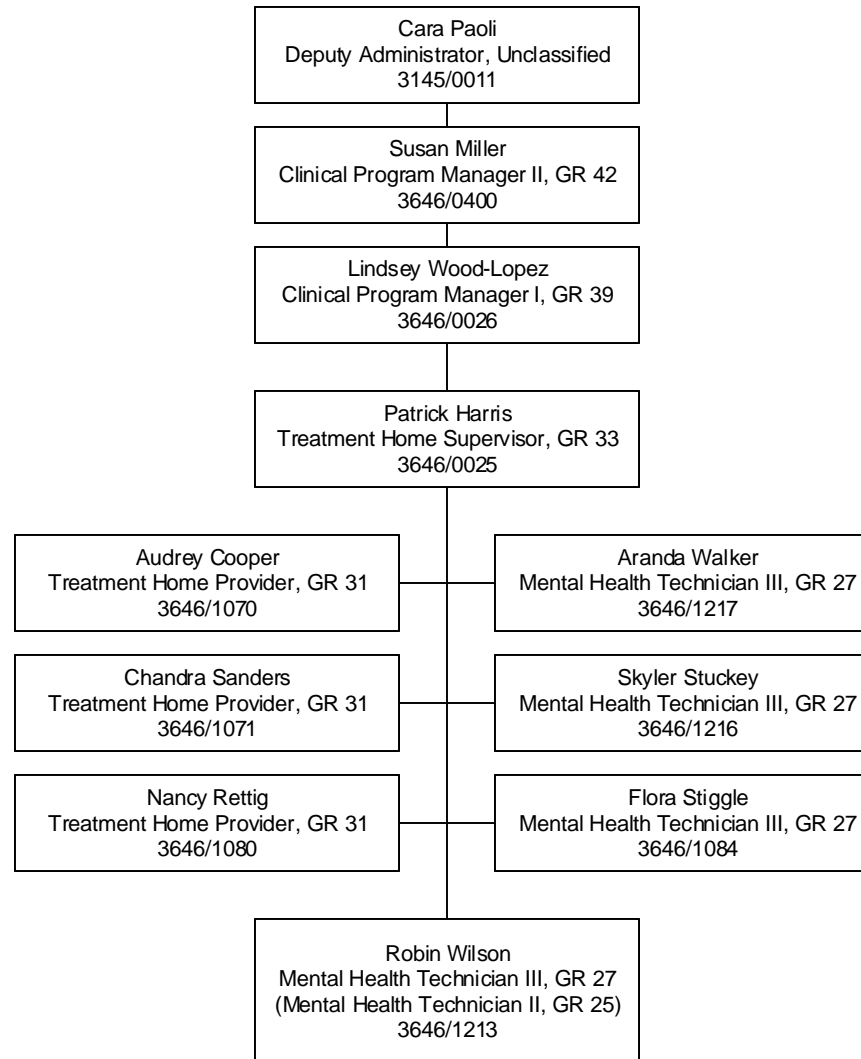 Cara Paoli
Deputy Administrator, Unclassified
3145/0011
Susan Miller
Clinical Program Manager II, GR 42
3646/0400
Lindsey Wood-Lopez
Clinical Program Manager I, GR 39
3646/0026
Patrick Harris
Treatment Home Supervisor, GR 33
3646/0025
Audrey Cooper
Treatment Home Provider, GR 31
3646/1070
Aranda Walker
Mental Health Technician III, GR 27
3646/1217
Chandra Sanders
Treatment Home Provider, GR 31
3646/1071
Skyler Stuckey
Mental Health Technician III, GR 27
3646/1216
Nancy Rettig
Treatment Home Provider, GR 31
3646/1080
Flora Stiggle
Mental Health Technician III, GR 27
3646/1084
Robin Wilson
Mental Health Technician III, GR 27
(Mental Health Technician II, GR 25)
3646/1213